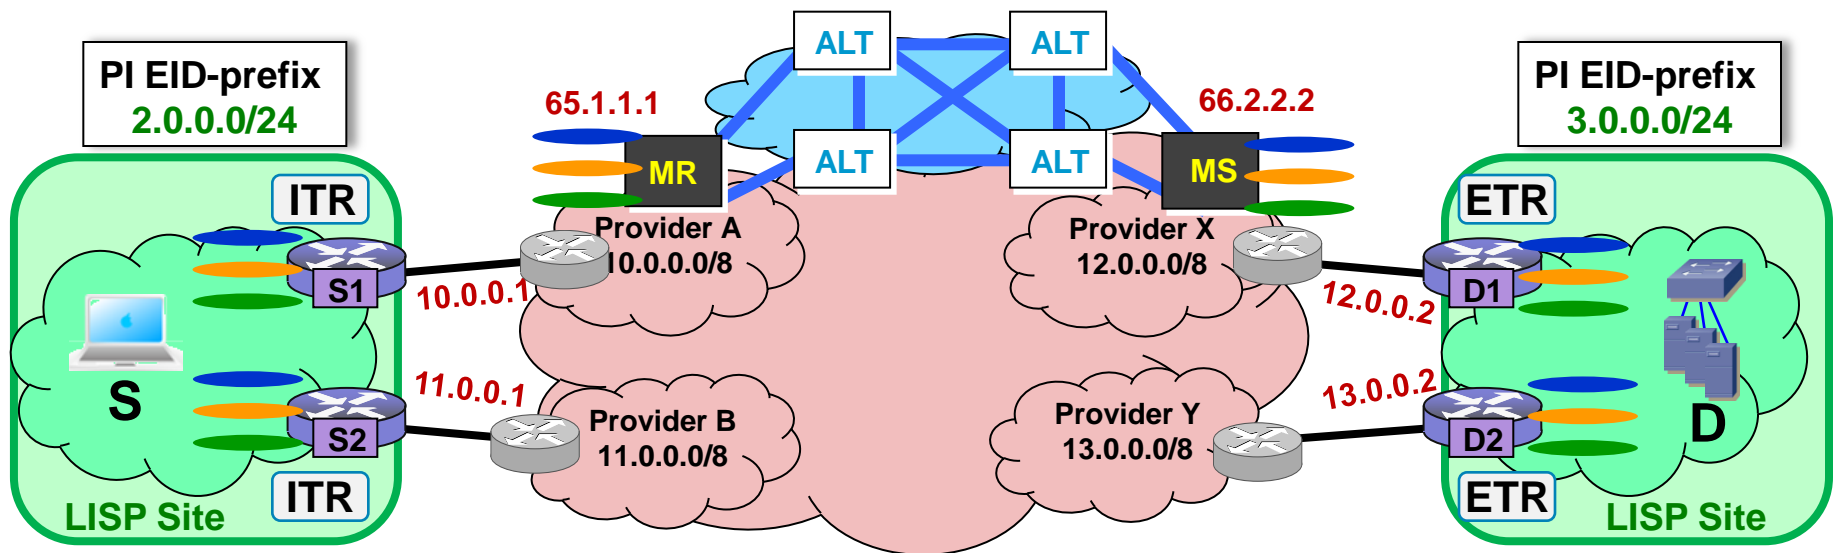 PI EID-prefix
2.0.0.0/24
ALT
ALT
PI EID-prefix
3.0.0.0/24
65.1.1.1
66.2.2.2
MR
ALT
ALT
MS
ITR
ETR
Provider A
10.0.0.0/8
Provider X
12.0.0.0/8
S1
10.0.0.1
12.0.0.2
D1
S
11.0.0.1
13.0.0.2
D
S2
Provider B
11.0.0.0/8
Provider Y
13.0.0.0/8
D2
ITR
ETR
LISP Site
LISP Site